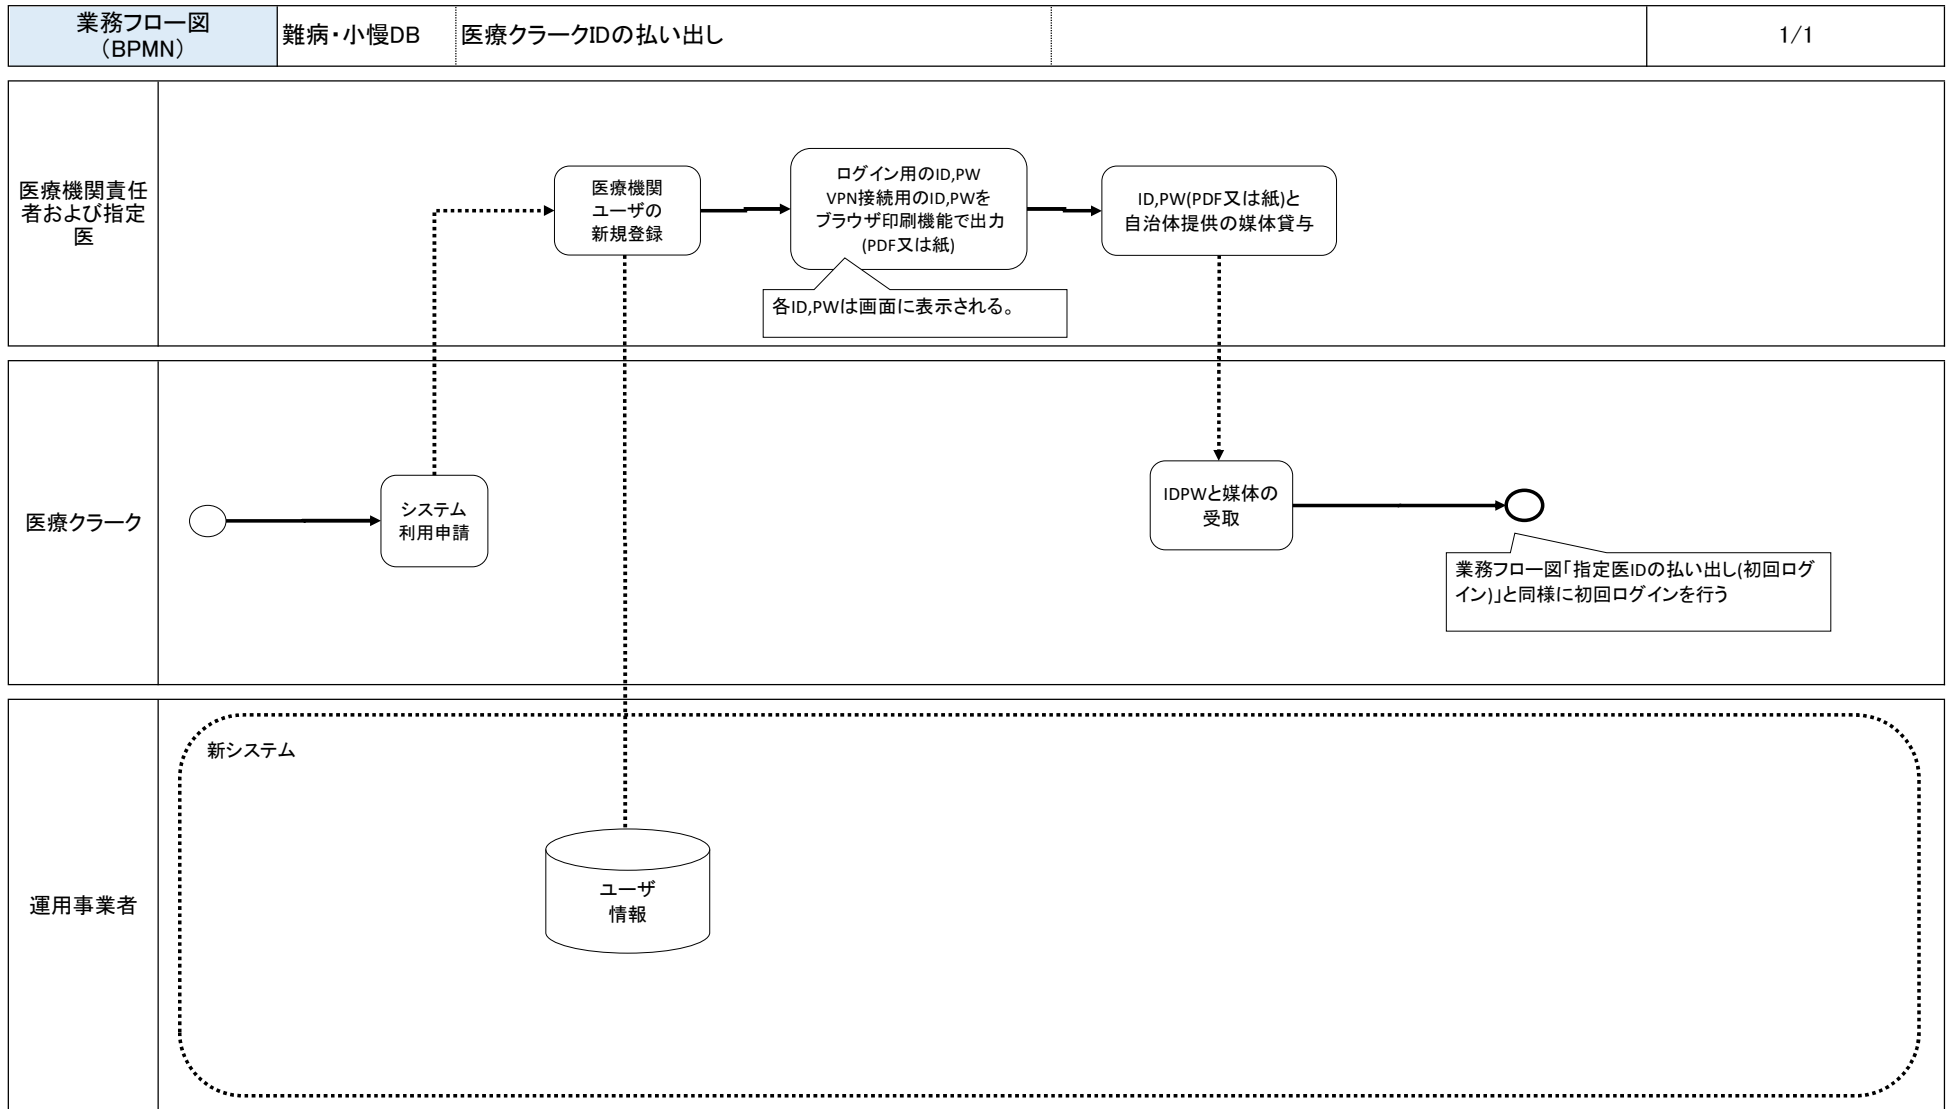 業務フロー図
（BPMN）
難病・小慢DB
医療クラークIDの払い出し
1/1
医療機関責任
者および指定
医
医療機関
ユーザの
新規登録
ログイン用のID,PW
VPN接続用のID,PWを
ブラウザ印刷機能で出力
(PDF又は紙)
ID,PW(PDF又は紙)と
自治体提供の媒体貸与
各ID,PWは画面に表示される。
医療クラーク
システム
利用申請
IDPWと媒体の
受取
業務フロー図「指定医IDの払い出し(初回ログ
イン)」と同様に初回ログインを行う
運用事業者
新システム
ユーザ
情報